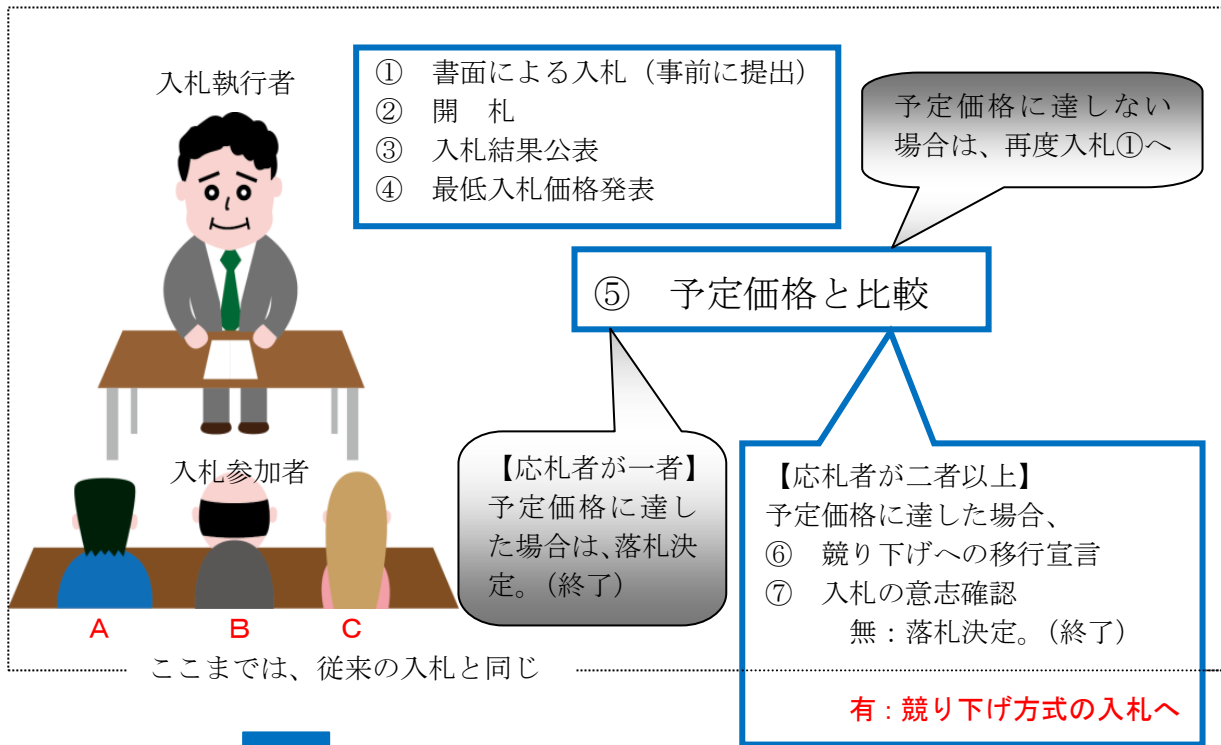 入札執行者
① 書面による入札（事前に提出）
② 開 札
③ 入札結果公表
④ 最低入札価格発表
予定価格に達しない
場合は、再度入札①へ
⑤ 予定価格と比較
【応札者が一者】
予定価格に達し
た場合は、落札決
定。（終了）
【応札者が二者以上】
予定価格に達した場合、
⑥ 競り下げへの移行宣言
⑦ 入札の意志確認
無：落札決定。（終了）
有：競り下げ方式の入札へ
入札参加者
A B C
ここまでは、従来の入札と同じ